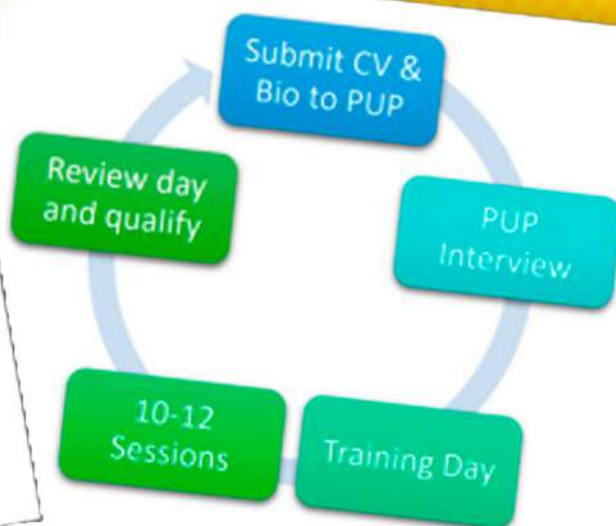 Submit CV &
Bio to PUP
PUP
Interview
Training Day
10-12
Sessions
Review day
and qualify